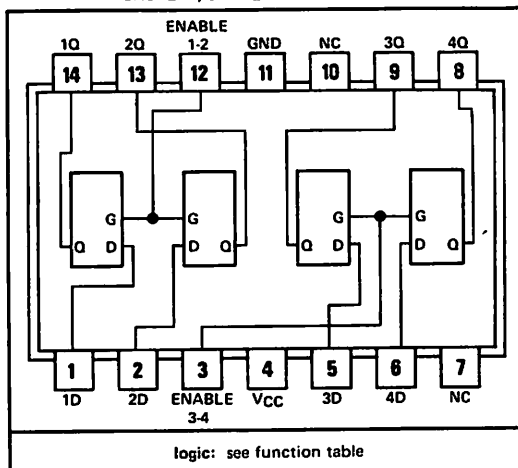 ENABLE
1Q 2Q 1-2 GND NC 3Q 4Q
14 13 12 11 10 9 8
G G G G
Q D D Q Q D D Q
1 2 3 4 5 6 7
1D 2D ENABLE VCC 3D 4D NC
3-4
logic: see function table